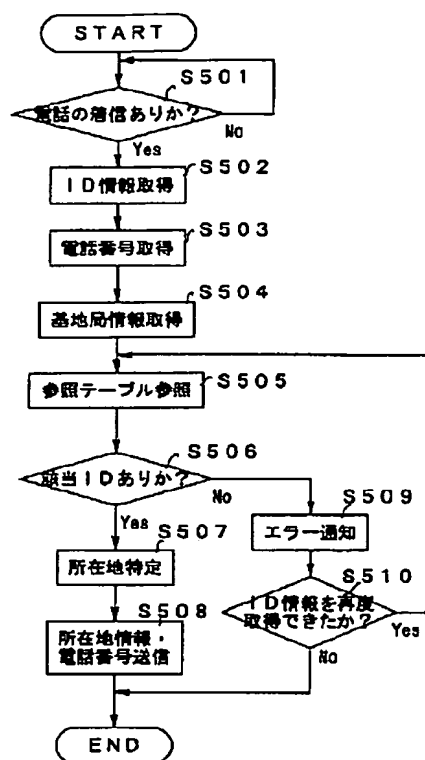 START
S501
電話の着信ありか?
No
Yes
S502
ID情報取得
S503
電話番号取得
S504
基地局情報取得
S505
参照テーブル参照
S506
該当IDありか?
No
Yes
S509
エラー通知
S507
所在地特定
S510
ID情報を再度
取得できたか?
Yes
No
S508
所在地情報・
電話番号送信
END